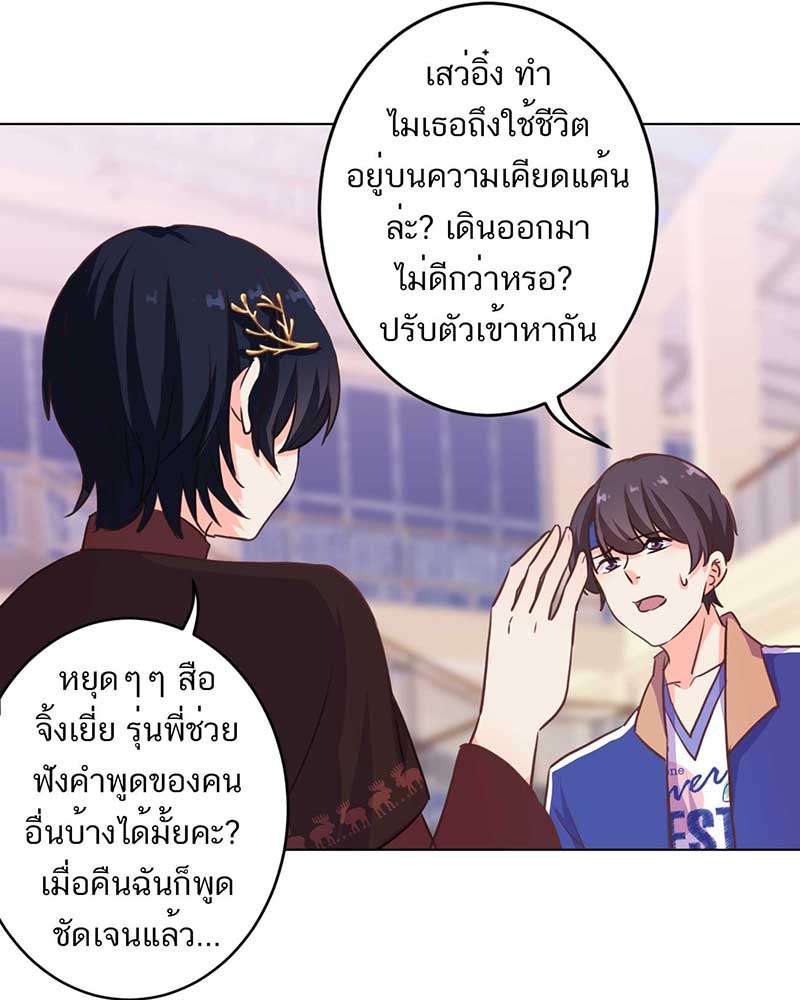 เสว่อิ๋ง ทำ
ไมเธอถึงใช้ชีวิต
อยู่บนความเคียดแค้น
ล่ะ? เดินออกมา
ไม่ดีกว่าหรอ?
ปรับตัวเข้าหากัน
หยุดๆๆ สือ
จิ้งเยี่ย รุ่นพี่ช่วย
ฟังคำพูดของคน
อื่นบ้างได้มั้ยคะ?
เมื่อคืนฉันก็พูด
ชัดเจนแล้ว...
one
very
EST